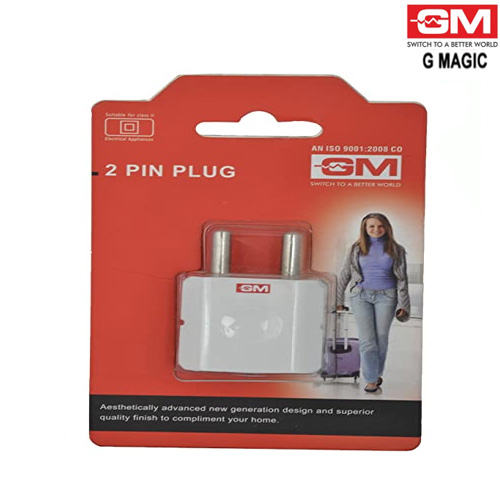 GM
SWITCH TO A BETTER WORLD
G MAGIC
Suitable for class II
Electrical Appliances
2 PIN PLUG
AN ISO 9001:2008 CO
GM
SWITCH TO A BETTER WORLD
GM
Aesthetically advanced new generation design and superior
quality finish to compliment your home.